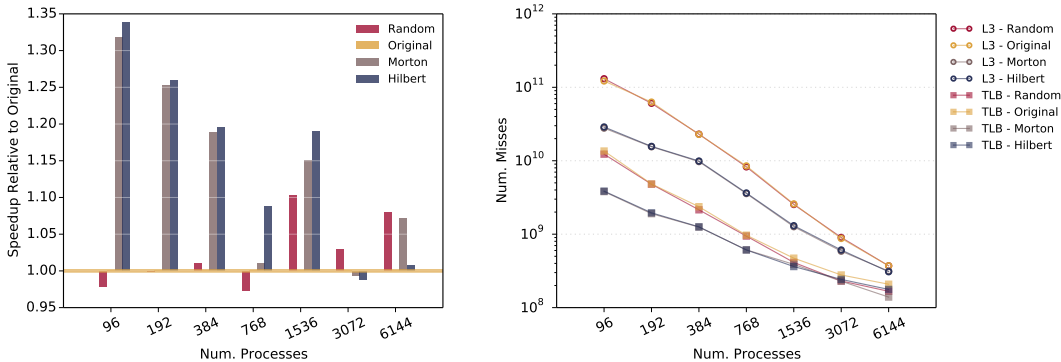 1.35
1.30
1.25
1.20
1.15
1.10
1.05
1.00
0.95
Speedup Relative to Original
Random
Original
Morton
Hilbert
96
192
384
768
1536
3072
6144
Num. Processes
10^12
10^11
10^10
10^9
10^8
Num. Misses
96
192
384
768
1536
3072
6144
Num. Processes
L3 - Random
L3 - Original
L3 - Morton
L3 - Hilbert
TLB - Random
TLB - Original
TLB - Morton
TLB - Hilbert